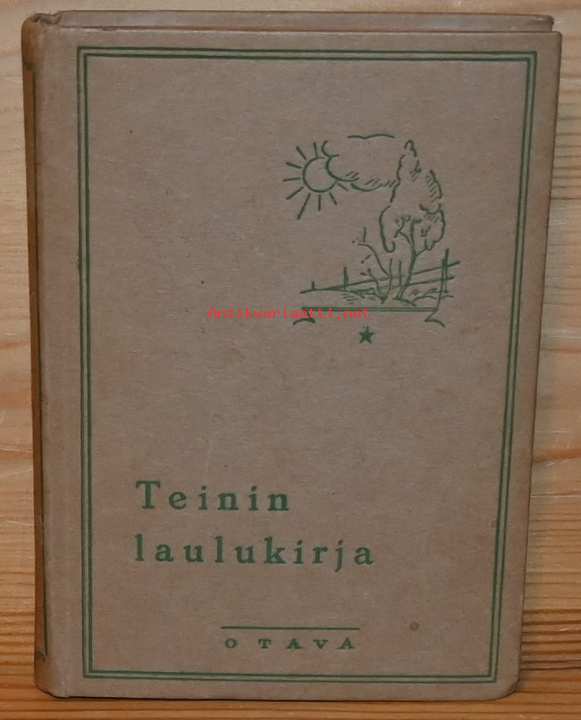 Antikvariaatti.net
Teinin
laulukirja
OTAVA